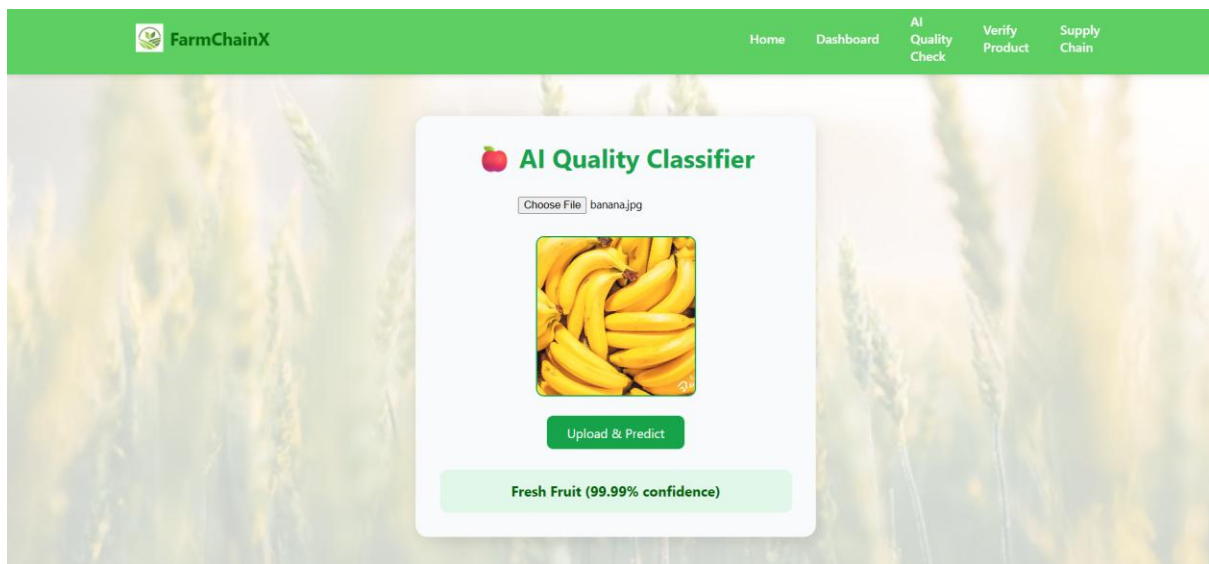 FarmChainX
Home
Dashboard
AI
Quality
Check
Verify
Product
Supply
Chain
AI Quality Classifier
Choose File banana.jpg
Upload & Predict
Fresh Fruit (99.99% confidence)